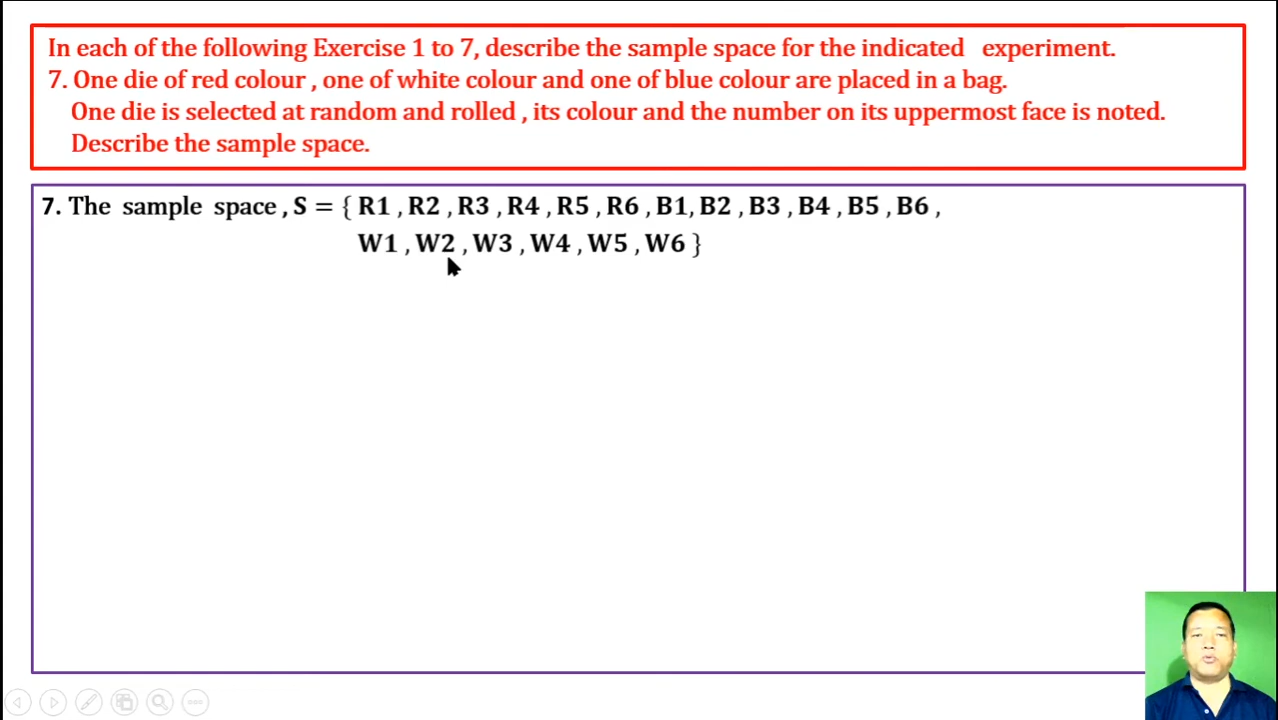 In each of the following Exercise 1 to 7, describe the sample space for the indicated experiment.
7. One die of red colour , one of white colour and one of blue colour are placed in a bag.
One die is selected at random and rolled , its colour and the number on its uppermost face is noted.
Describe the sample space.
7. The sample space , S = { R1 , R2 , R3 , R4 , R5 , R6 , B1, B2 , B3 , B4 , B5 , B6 ,
W1 , W2 , W3 , W4 , W5 , W6 }